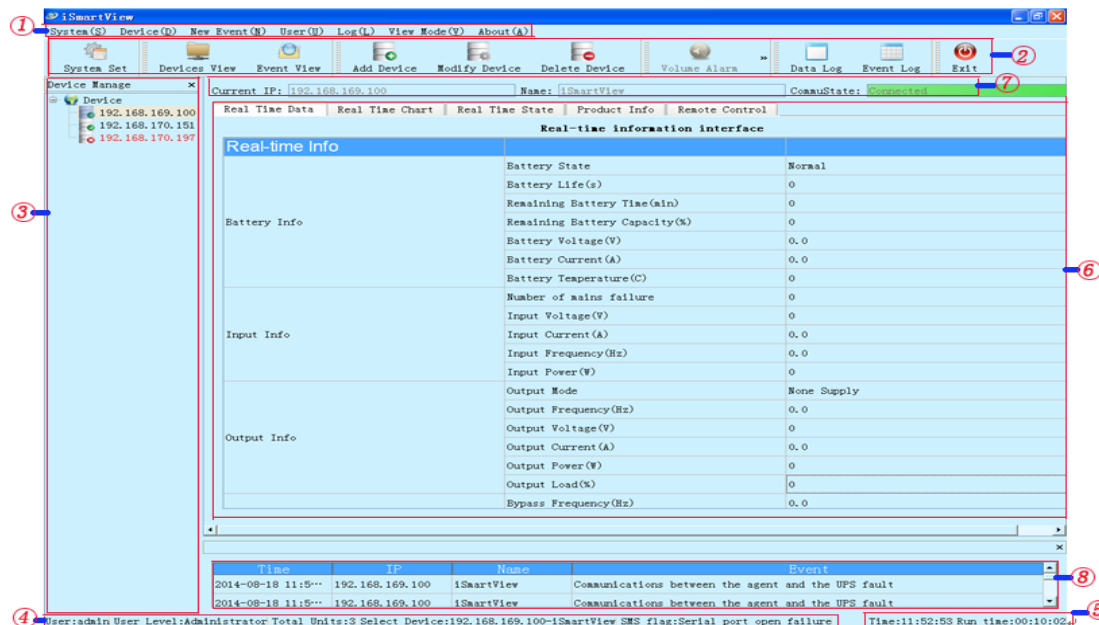 iSmartView
① System(S) Device(D) New Event(N) User(U) Log(L) View Mode(V) About(A)
System Set Devices View Event View Add Device Modify Device Delete Device Volume Alarm » Data Log Event Log Exit ②
Device Manage ×
Device
192.168.169.100
192.168.170.151
192.168.170.197
③
Current IP: 192.168.169.100 Name: iSmartView CommuState: Connected ⑦
Real Time Data Real Time Chart Real Time State Product Info Remote Control
Real-time information interface
Real-time Info
Battery Info
Battery State Normal
Battery Life(s) 0
Remaining Battery Time(min) 0
Remaining Battery Capacity(%) 0
Battery Voltage(V) 0.0
Battery Current(A) 0.0
Battery Temperature(C) 0
Input Info
Number of mains failure 0
Input Voltage(V) 0
Input Current(A) 0.0
Input Frequency(Hz) 0.0
Input Power(W) 0
Output Info
Output Mode None Supply
Output Frequency(Hz) 0.0
Output Voltage(V) 0
Output Current(A) 0.0
Output Power(W) 0
Output Load(%) 0
Bypass Frequency(Hz) 0.0
⑥
×
Time IP Name Event
2014-08-18 11:5… 192.168.169.100 iSmartView Communications between the agent and the UPS fault
2014-08-18 11:5… 192.168.169.100 iSmartView Communications between the agent and the UPS fault
⑧
④ User:admin User Level:Administrator Total Units:3 Select Device:192.168.169.100-iSmartView SMS flag:Serial port open failure
Time:11:52:53 Run time:00:10:02 ⑤